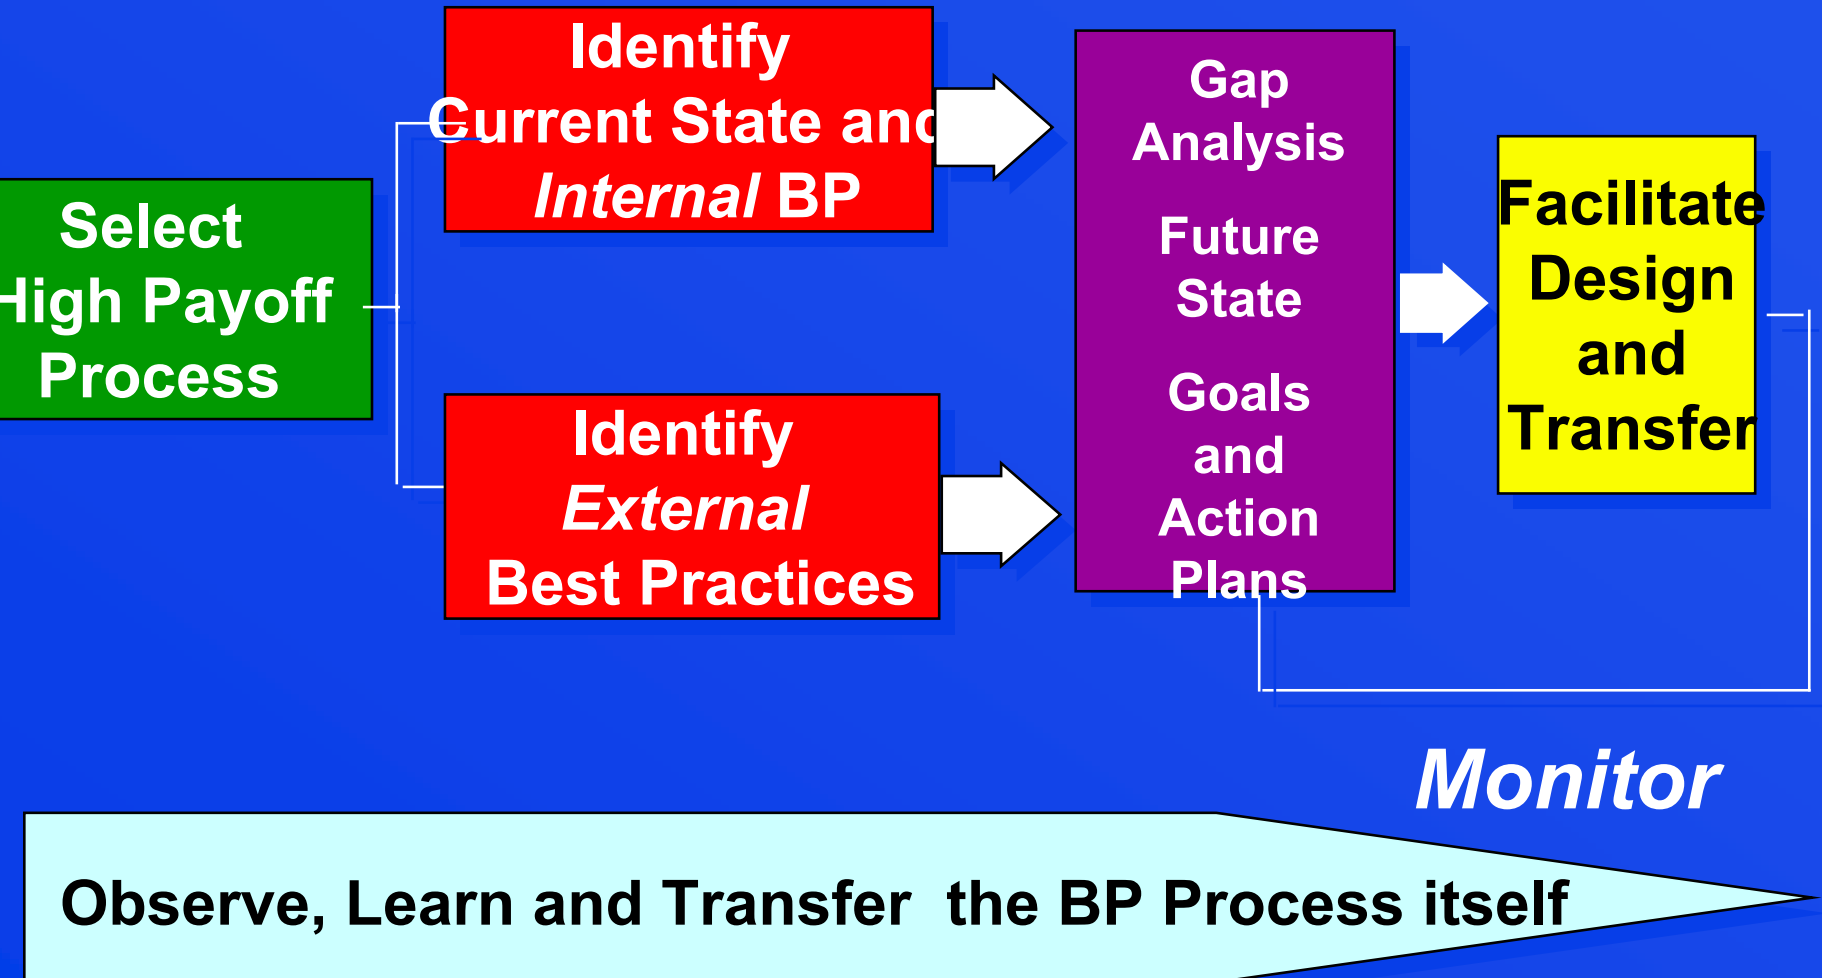 Select
High Payoff
Process
Identify
Current State and
Internal BP
Identify
External
Best Practices
Gap
Analysis
Future
State
Goals
and
Action
Plans
Facilitate
Design
and
Transfer
Monitor
Observe, Learn and Transfer  the BP Process itself